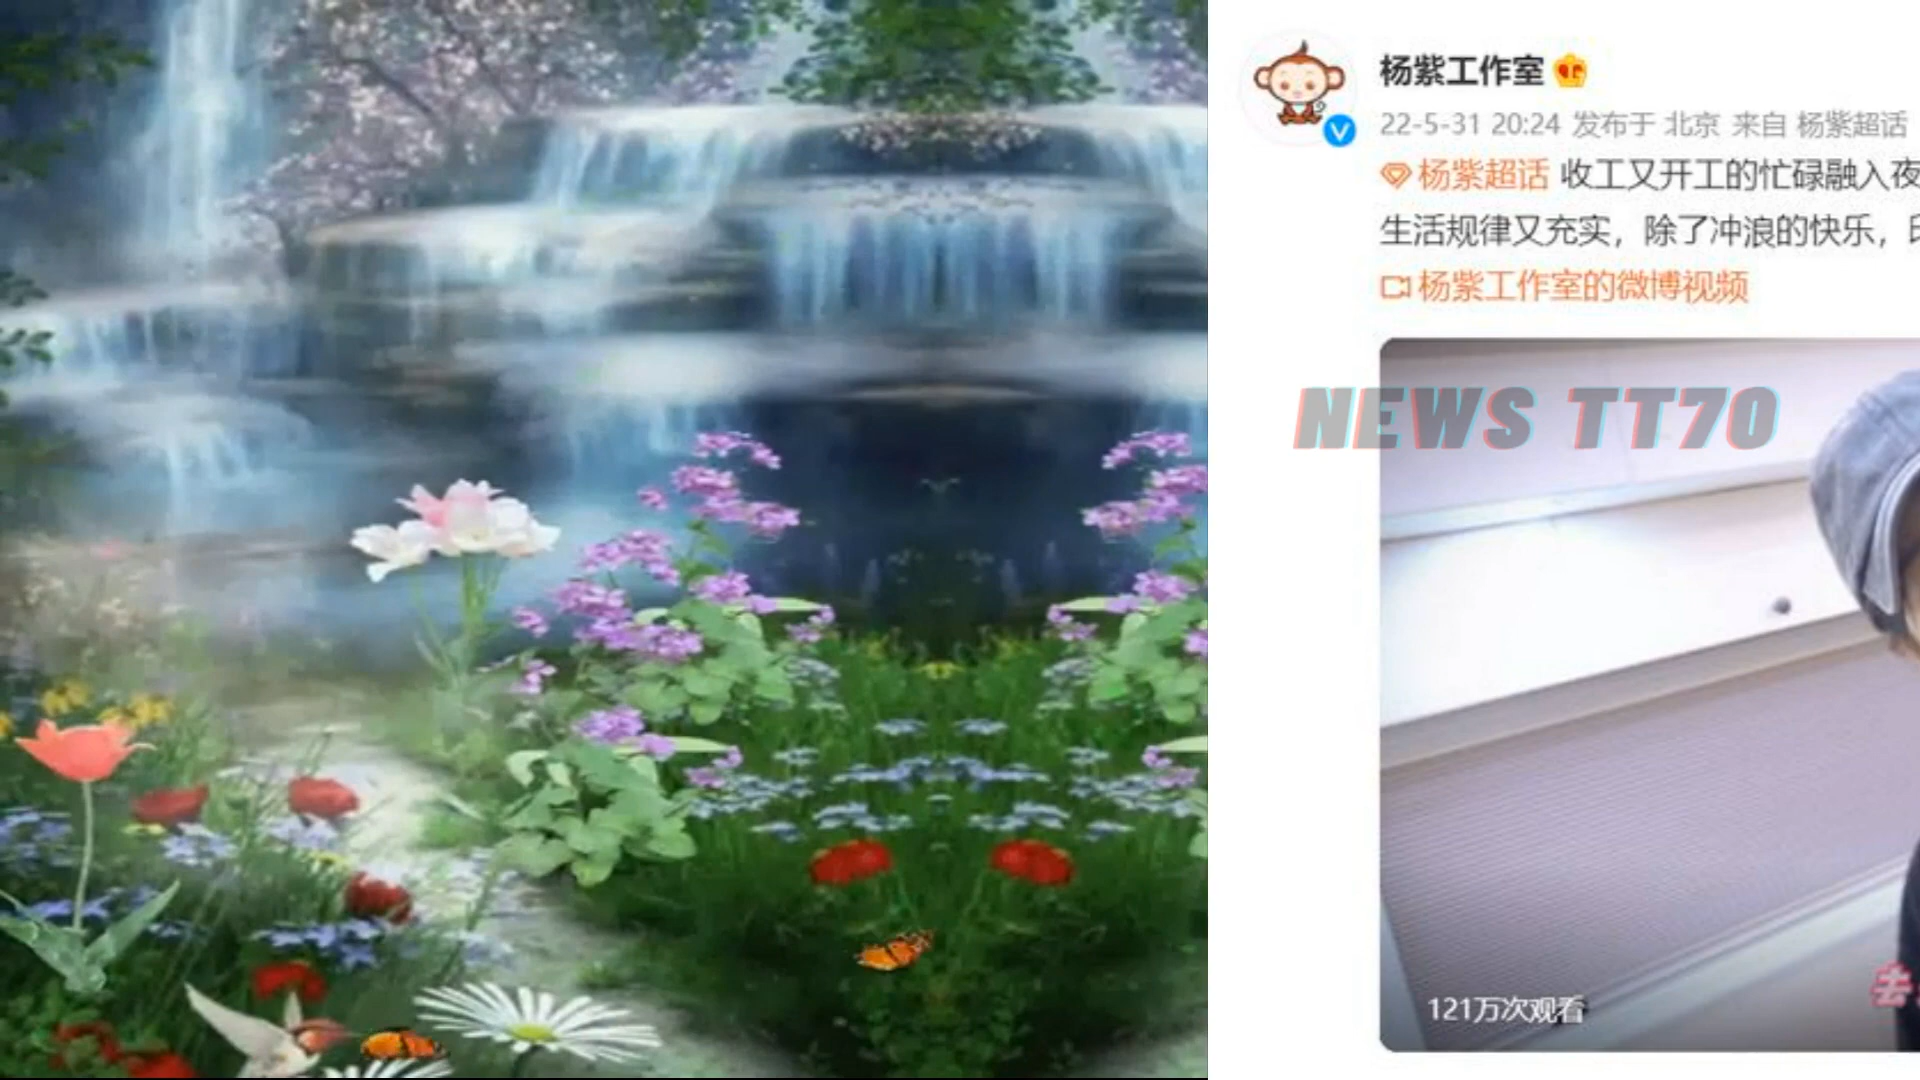 杨紫工作室
22-5-31 20:24 发布于 北京 来自 杨紫超话
杨紫超话 收工又开工的忙碌融入夜
生活规律又充实，除了冲浪的快乐，
杨紫工作室的微博视频
NEWS TT70
121万次观看
去